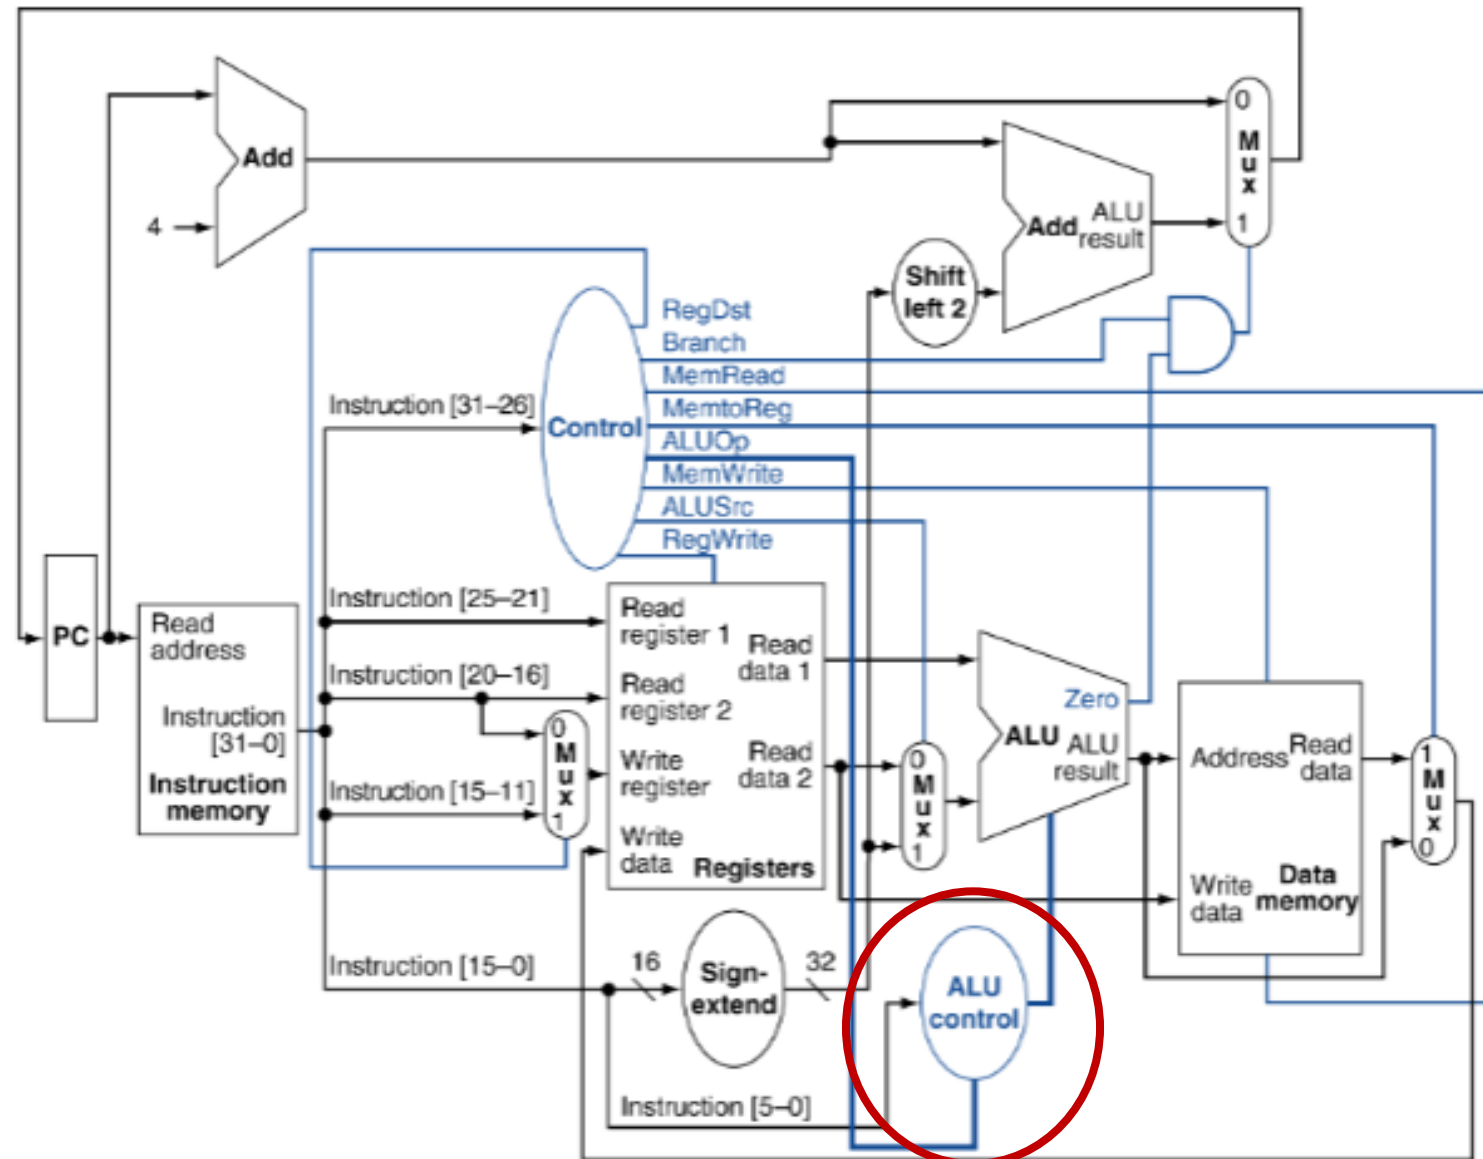 Add
4
0
M
u
x
1
Add
ALU
result
Shift
left 2
RegDst
Branch
MemRead
MemtoReg
ALUOp
MemWrite
ALUSrc
RegWrite
Control
Instruction [31–26]
Instruction [25–21]
Instruction [20–16]
Instruction [15–11]
Instruction [15–0]
Instruction [5–0]
PC
Read
address
Instruction
[31–0]
Instruction
memory
0
M
u
x
1
Read
register 1
Read
register 2
Write
register
Write
data
Read
data 1
Read
data 2
Registers
0
M
u
x
1
Zero
ALU
ALU
result
Address
Read
data
Write
data
Data
memory
1
M
u
x
0
16
Sign-
extend
32
ALU
control